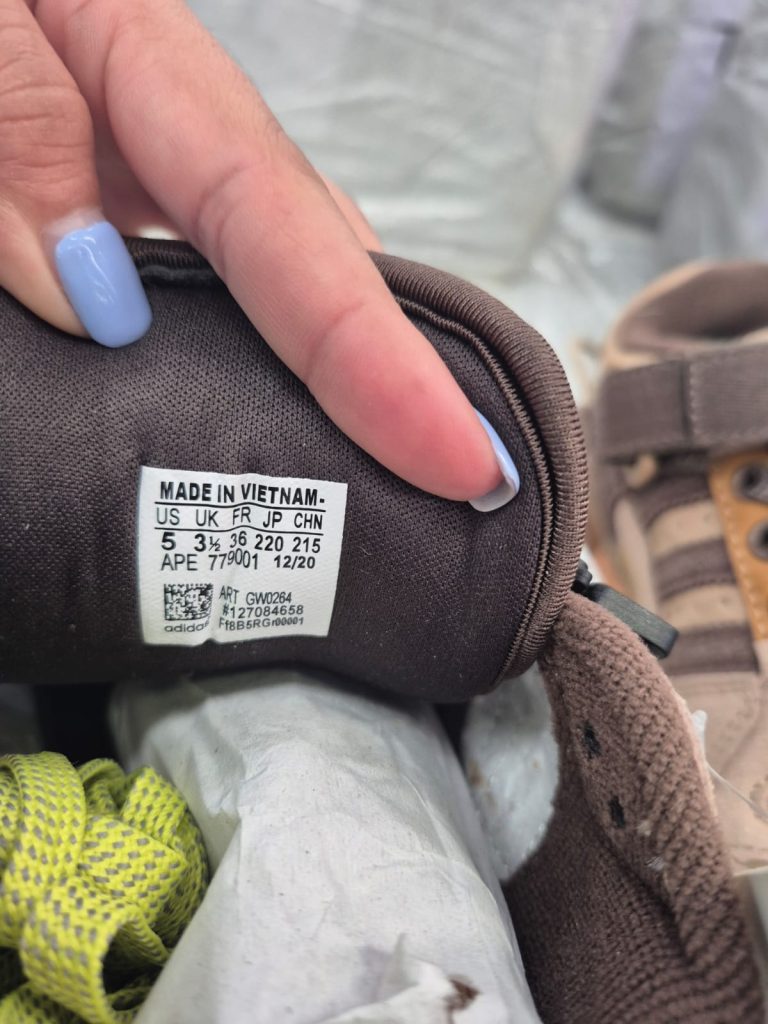 MADE IN VIETNAM-
US UK FR JP CHN
5 3½ 36 220 215
APE 779001 12/20
ART GW0264
#127084658
adidas Ff8B5RGr00001